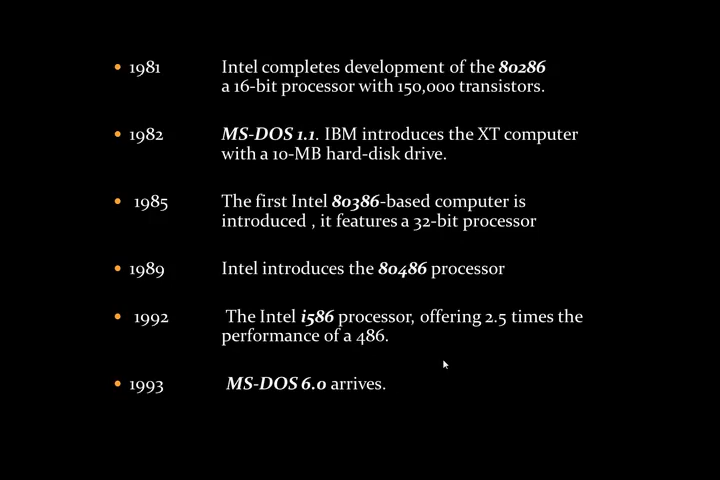 1981 Intel completes development of the 80286
a 16-bit processor with 150,000 transistors.
1982 MS-DOS 1.1. IBM introduces the XT computer
with a 10-MB hard-disk drive.
1985 The first Intel 80386-based computer is
introduced , it features a 32-bit processor
1989 Intel introduces the 80486 processor
1992 The Intel i586 processor, offering 2.5 times the
performance of a 486.
1993 MS-DOS 6.0 arrives.